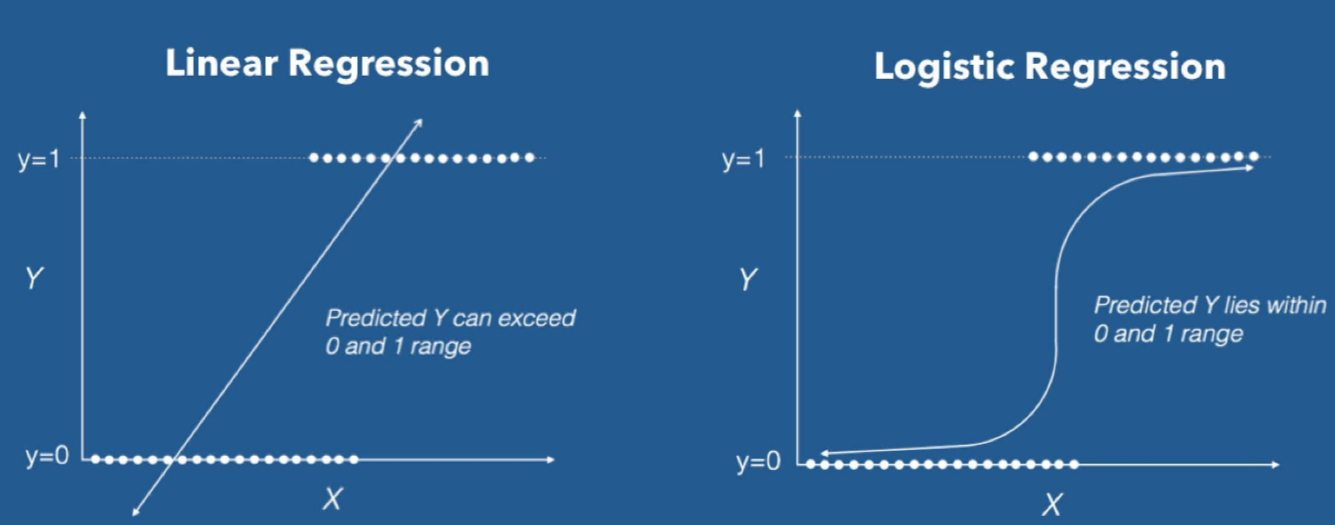 Linear Regression
y=1
Y
Predicted Y can exceed
0 and 1 range
y=0
X
Logistic Regression
y=1
Y
Predicted Y lies within
0 and 1 range
y=0
X